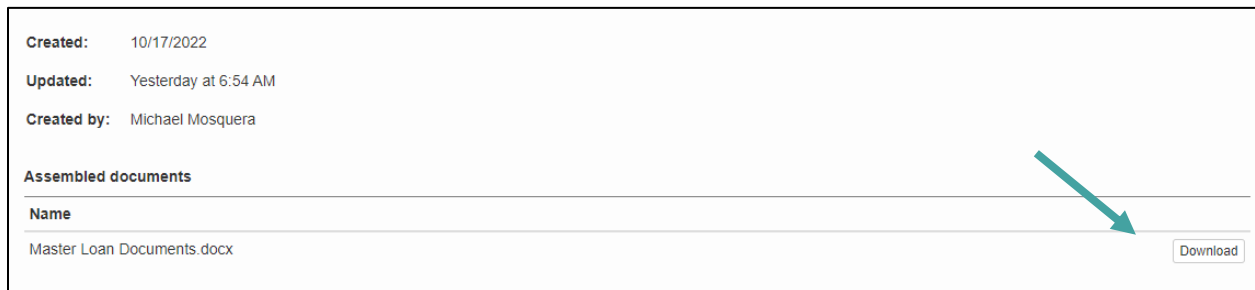 Created: 10/17/2022
Updated: Yesterday at 6:54 AM
Created by: Michael Mosquera
Assembled documents
Name
Master Loan Documents.docx Download